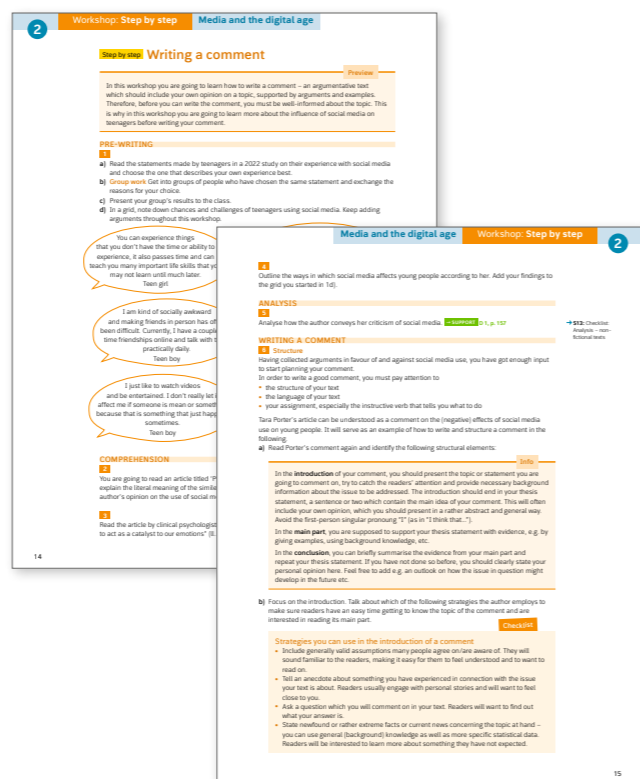 2
Workshop: Step by step
Media and the digital age
Step by step Writing a comment
Preview
In this workshop you are going to learn how to write a comment – an argumentative text
which should include your own opinion on a topic, supported by arguments and examples.
Therefore, before you can write the comment, you must be well-informed about the topic. This
is why in this workshop you are going to learn more about the influence of social media on
teenagers before writing your comment.
PRE-WRITING
1
a) Read the statements made by teenagers in a 2022 study on their experience with social media
and choose the one that describes your own experience best.
b) Group work Get into groups of people who have chosen the same statement and exchange the
reasons for your choice.
c) Present your group's results to the class.
d) In a grid, note down chances and challenges of teenagers using social media. Keep adding
arguments throughout this workshop.
You can experience things
that you don't have the time or ability to
experience, it also passes time and can
teach you many important life skills that yo
may not learn until much later.
Teen girl
I am kind of socially awkward
and making friends in person has of
been difficult. Currently, I have a couple
time friendships online and talk with t
practically daily.
Teen boy
I just like to watch videos
and be entertained. I don't really let i
affect me if someone is mean or someth
because that is something that just happ
sometimes.
Teen boy
COMPREHENSION
2
You are going to read an article titled "P
explain the literal meaning of the simile
author's opinion on the use of social m
3
Read the article by clinical psychologist
to act as a catalyst to our emotions" (ll.
14
Media and the digital age
Workshop: Step by step
2
4
Outline the ways in which social media affects young people according to her. Add your findings to
the grid you started in 1d).
ANALYSIS
5
Analyse how the author conveys her criticism of social media. → SUPPORT D 1, p. 157
→ S13: Checklist:
Analysis – non-
fictional texts
WRITING A COMMENT
6 Structure
Having collected arguments in favour of and against social media use, you have got enough input
to start planning your comment.
In order to write a good comment, you must pay attention to
• the structure of your text
• the language of your text
• your assignment, especially the instructive verb that tells you what to do
Tara Porter's article can be understood as a comment on the (negative) effects of social media
use on young people. It will serve as an example of how to write and structure a comment in the
following.
a) Read Porter's comment again and identify the following structural elements:
Info
In the introduction of your comment, you should present the topic or statement you are
going to comment on, try to catch the readers' attention and provide necessary background
information about the issue to be addressed. The introduction should end in your thesis
statement, a sentence or two which contain the main idea of your comment. This will often
include your own opinion, which you should present in a rather abstract and general way.
Avoid the first-person singular pronoung "I" (as in "I think that...").
In the main part, you are supposed to support your thesis statement with evidence, e.g. by
giving examples, using background knowledge, etc.
In the conclusion, you can briefly summarise the evidence from your main part and
repeat your thesis statement. If you have not done so before, you should clearly state your
personal opinion here. Feel free to add e.g. an outlook on how the issue in question might
develop in the future etc.
b) Focus on the introduction. Talk about which of the following strategies the author employs to
make sure readers have an easy time getting to know the topic of the comment and are
interested in reading its main part.
Checklist
Strategies you can use in the introduction of a comment
• Include generally valid assumptions many people agree on/are aware of. They will
sound familiar to the readers, making it easy for them to feel understood and to want to
read on.
• Tell an anecdote about something you have experienced in connection with the issue
your text is about. Readers usually engage with personal stories and will want to feel
close to you.
• Ask a question which you will comment on in your text. Readers will want to find out
what your answer is.
• State newfound or rather extreme facts or current news concerning the topic at hand –
you can use general (background) knowledge as well as more specific statistical data.
Readers will be interested to learn more about something they have not expected.
15